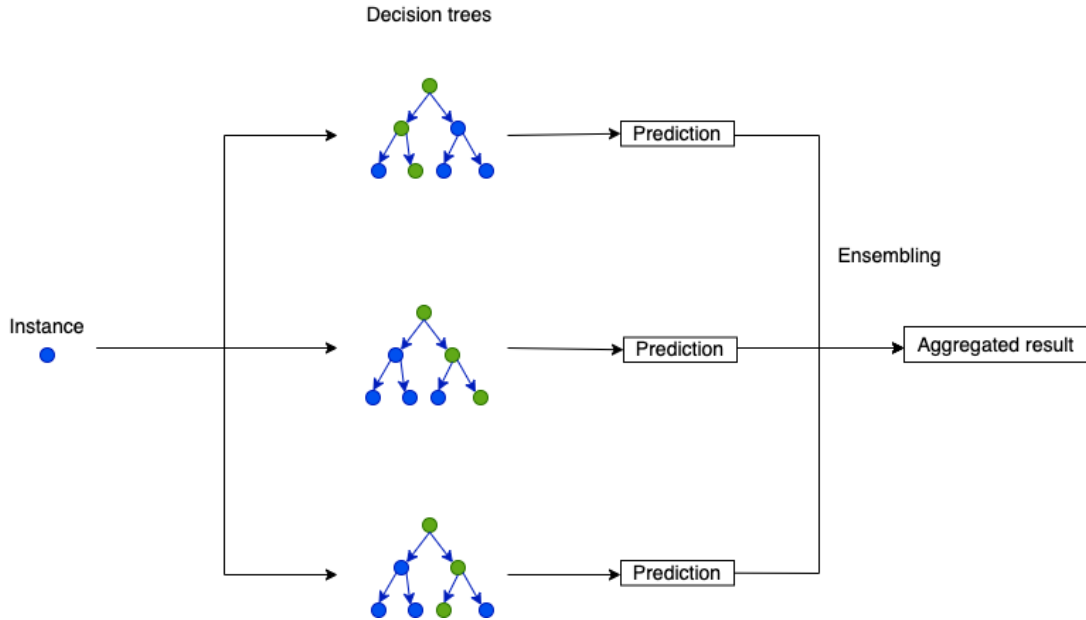 Decision trees
Prediction
Ensembling
Instance
Prediction
Aggregated result
Prediction